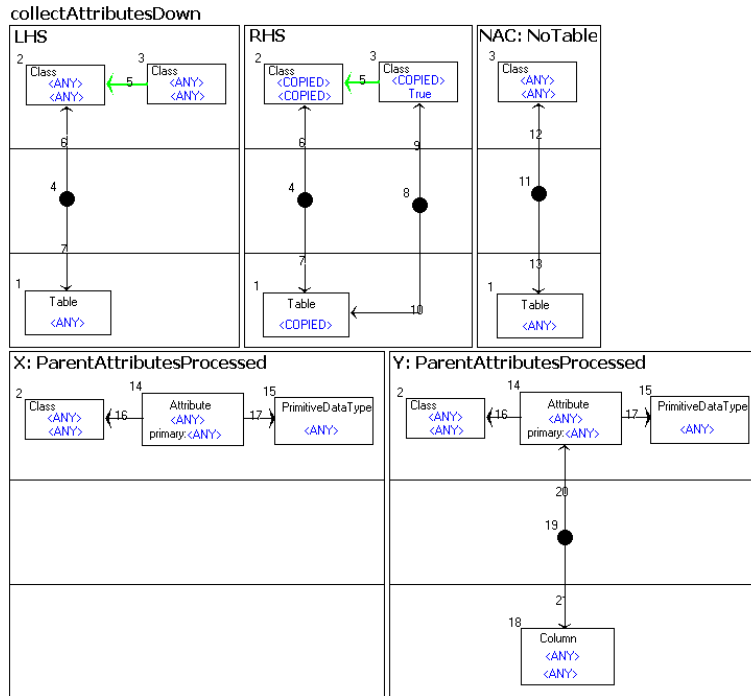 collectAttributesDown
LHS
2
Class
<ANY>
<ANY>
5
3
Class
<ANY>
<ANY>
6
4
7
1
Table
<ANY>
RHS
2
Class
<COPIED>
<COPIED>
5
3
Class
<COPIED>
True
6
9
4
8
7
1
Table
<COPIED>
10
NAC: NoTable
3
Class
<ANY>
<ANY>
12
11
13
1
Table
<ANY>
X: ParentAttributesProcessed
2
Class
<ANY>
<ANY>
16
14
Attribute
<ANY>
primary:<ANY>
17
15
PrimitiveDataType
<ANY>
Y: ParentAttributesProcessed
2
Class
<ANY>
<ANY>
16
14
Attribute
<ANY>
primary:<ANY>
17
15
PrimitiveDataType
<ANY>
20
19
21
18
Column
<ANY>
<ANY>